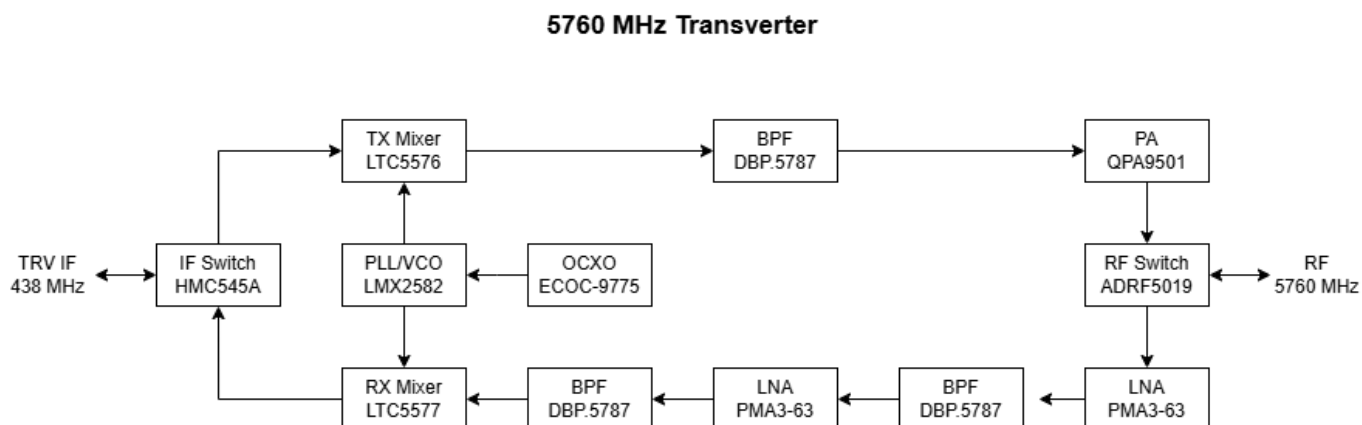 5760 MHz Transverter
TX Mixer
LTC5576
BPF
DBP.5787
PA
QPA9501
TRV IF
438 MHz
IF Switch
HMC545A
PLL/VCO
LMX2582
OCXO
ECOC-9775
RF Switch
ADRF5019
RF
5760 MHz
RX Mixer
LTC5577
BPF
DBP.5787
LNA
PMA3-63
BPF
DBP.5787
LNA
PMA3-63